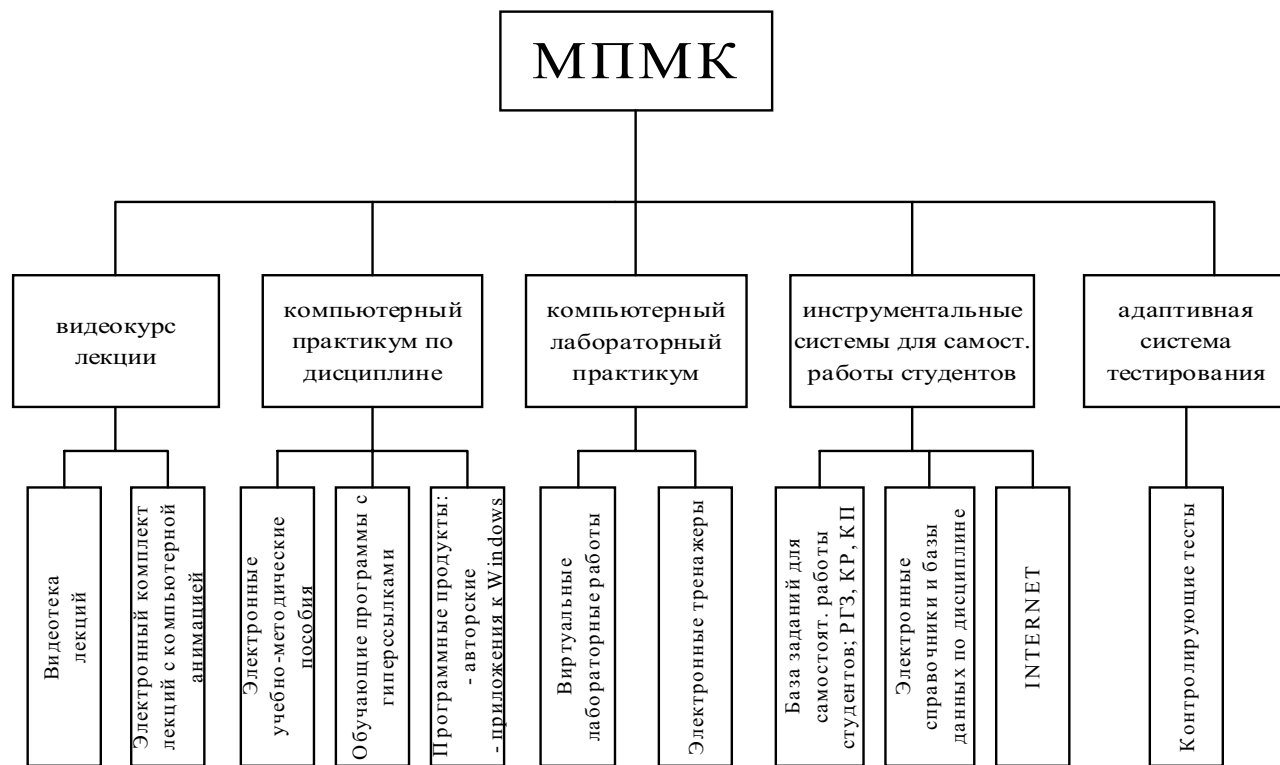 МПМК
видеокурс
лекции
компьютерный
практикум по
дисциплине
компьютерный
лабораторный
практикум
инструментальные
системы для самост.
работы студентов
адаптивная
система
тестирования
Видеотека
лекций
Электронный комплект
лекций с компьютерной
анимацией
Электронные
учебно-методические
пособия
Обучающие программы с
гиперссылками
Программные продукты:
- авторские
- приложения к Windows
Виртуальные
лабораторные работы
Электронные тренажеры
База заданий для
самостоят. работы
студентов; РГЗ, КР, КП
Электронные
справочники и базы
данных по дисциплине
INTERNET
Контролирующие тесты